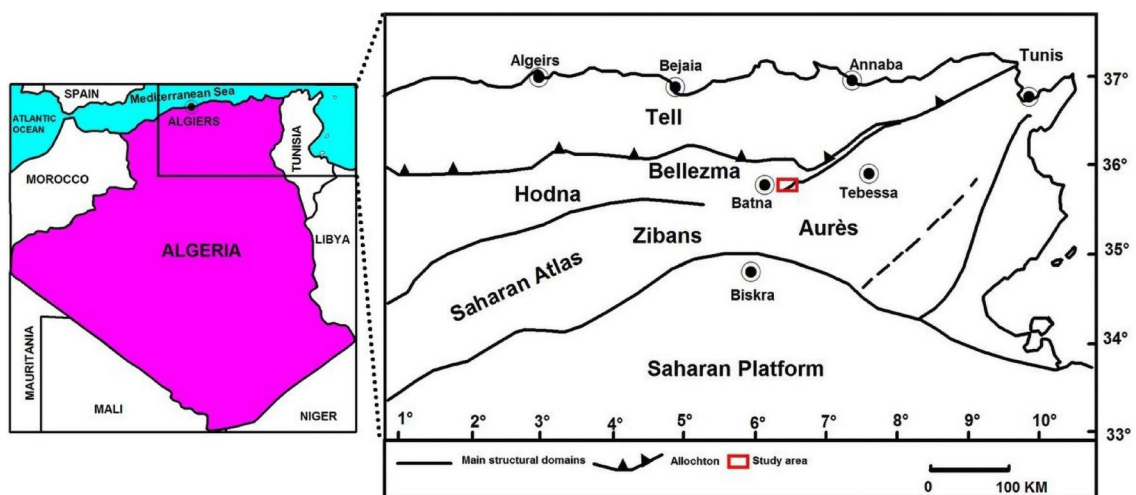 SPAIN
Mediterranean Sea
ATLANTIC
OCEAN
ALGIERS
TUNISIA
MOROCCO
LIBYA
ALGERIA
MAURITANIA
MALI
NIGER
Algeirs
Bejaia
Annaba
Tunis
37°
Tell
36°
Bellezma
Hodna
Batna
Tebessa
Aurès
Zibans
35°
Saharan Atlas
Biskra
34°
Saharan Platform
33°
1° 2° 3° 4° 5° 6° 7° 8° 9° 10°
Main structural domains Allochton Study area
0 100 KM